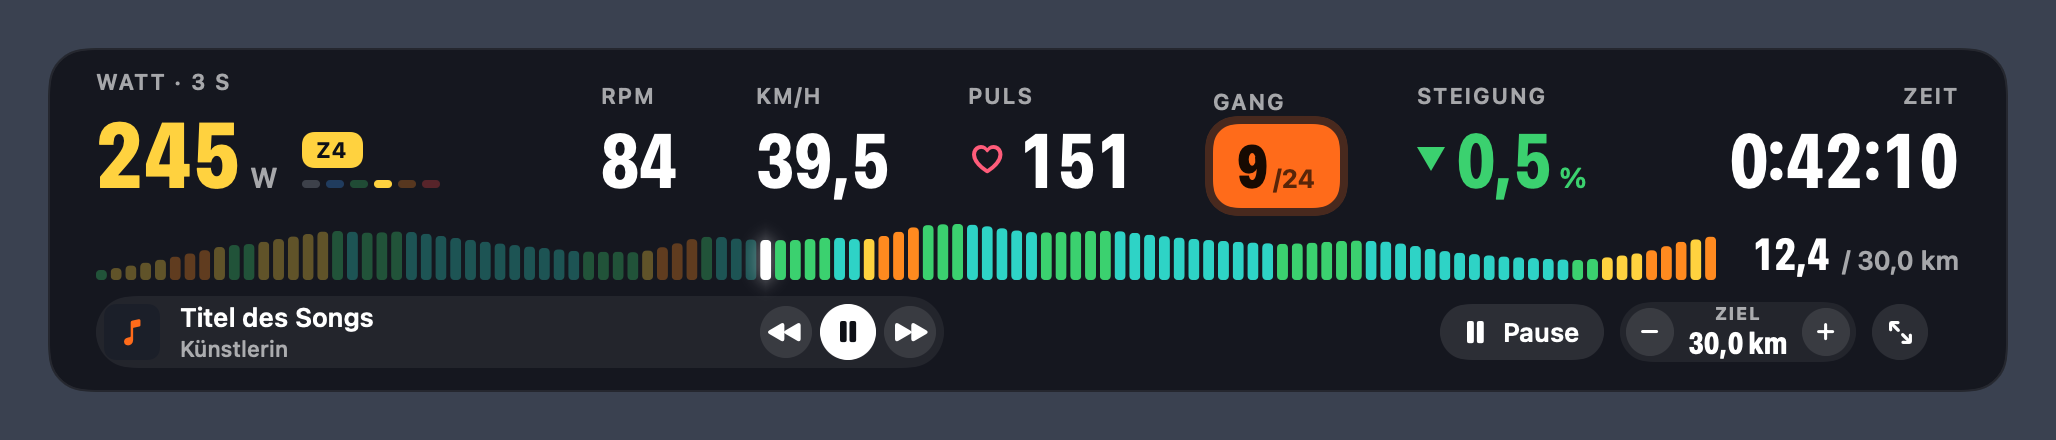 WATT · 3 S
245 W
Z4
RPM
84
KM/H
39,5
PULS
151
GANG
9/24
STEIGUNG
0,5 %
ZEIT
0:42:10
12,4 / 30,0 km
Titel des Songs
Künstlerin
Pause
ZIEL
− 30,0 km +